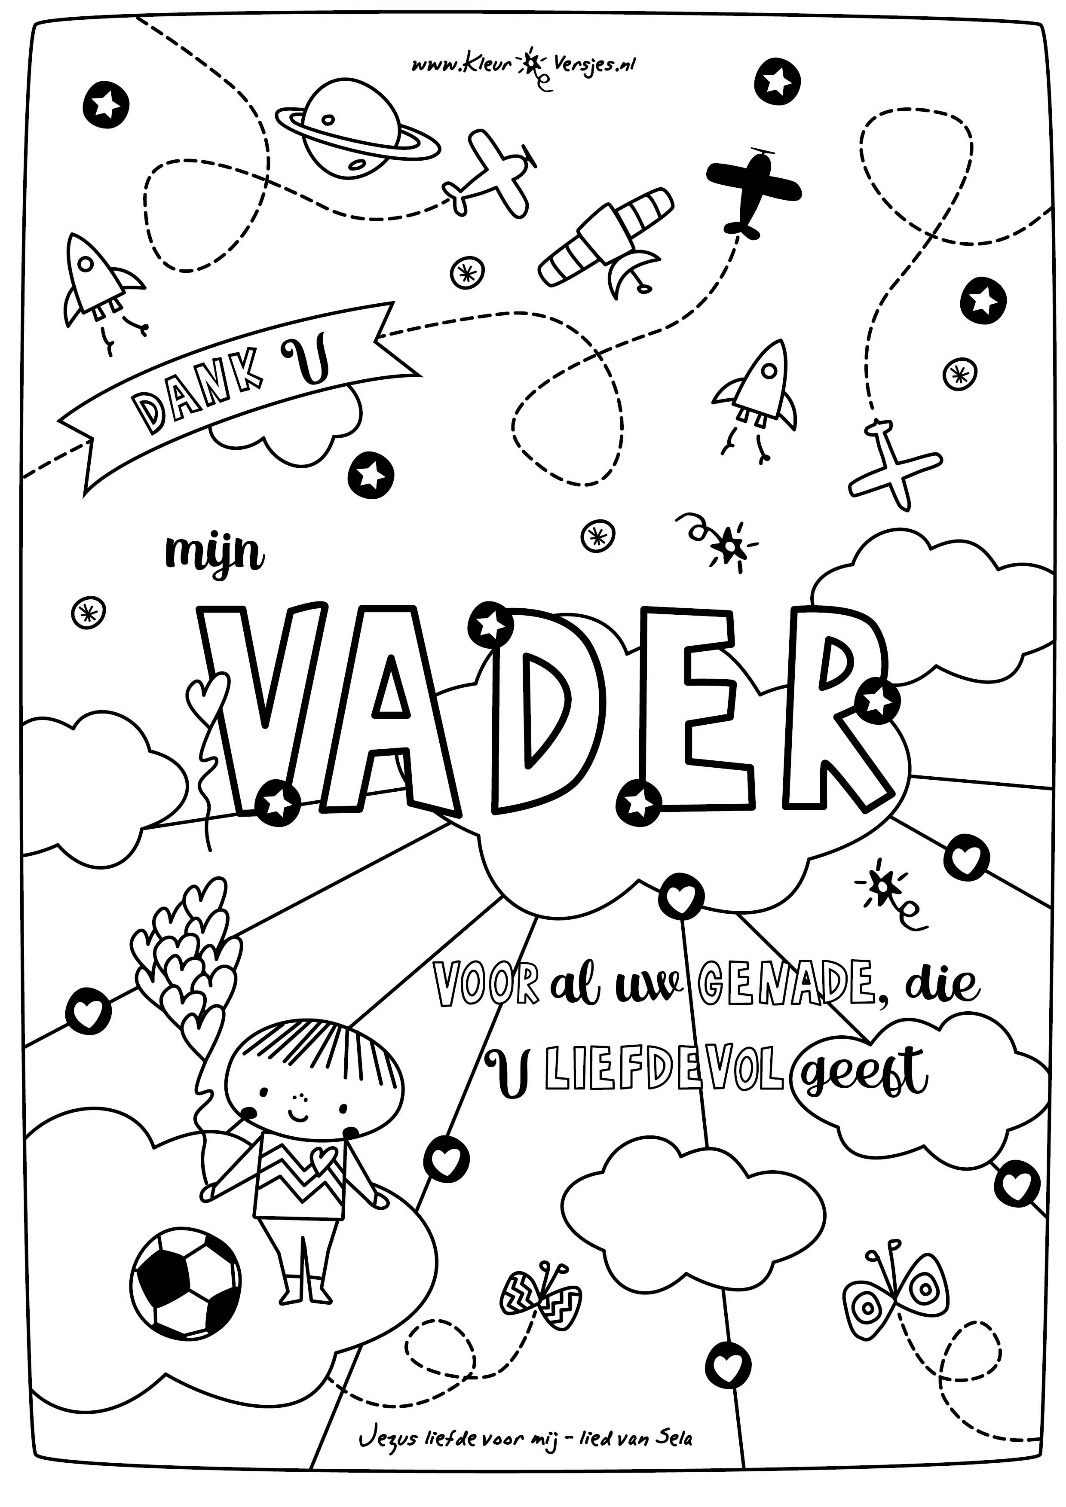 www.Kleur Versjes.nl
DANK U
mijn
VADER
VOOR al uw GENADE, die
U LIEFDEVOL geeft
Jezus liefde voor mij - lied van Sela